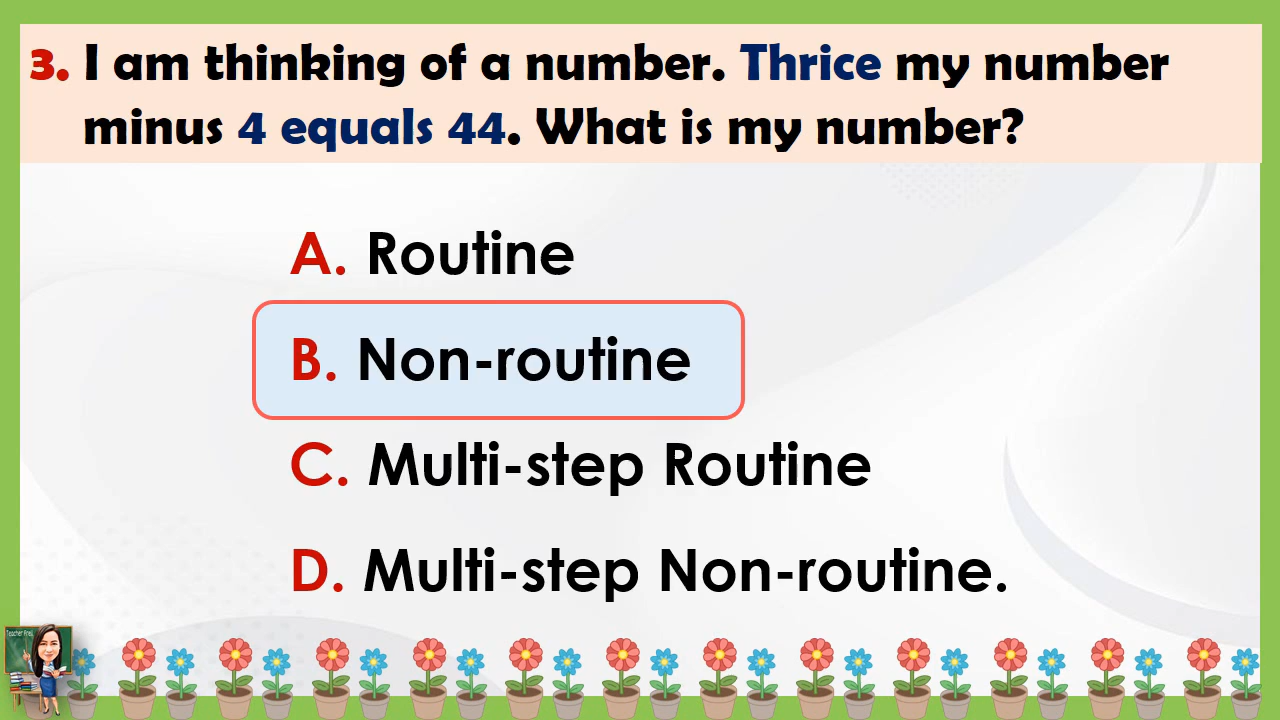 3. I am thinking of a number. Thrice my number
minus 4 equals 44. What is my number?
A. Routine
B. Non-routine
C. Multi-step Routine
D. Multi-step Non-routine.